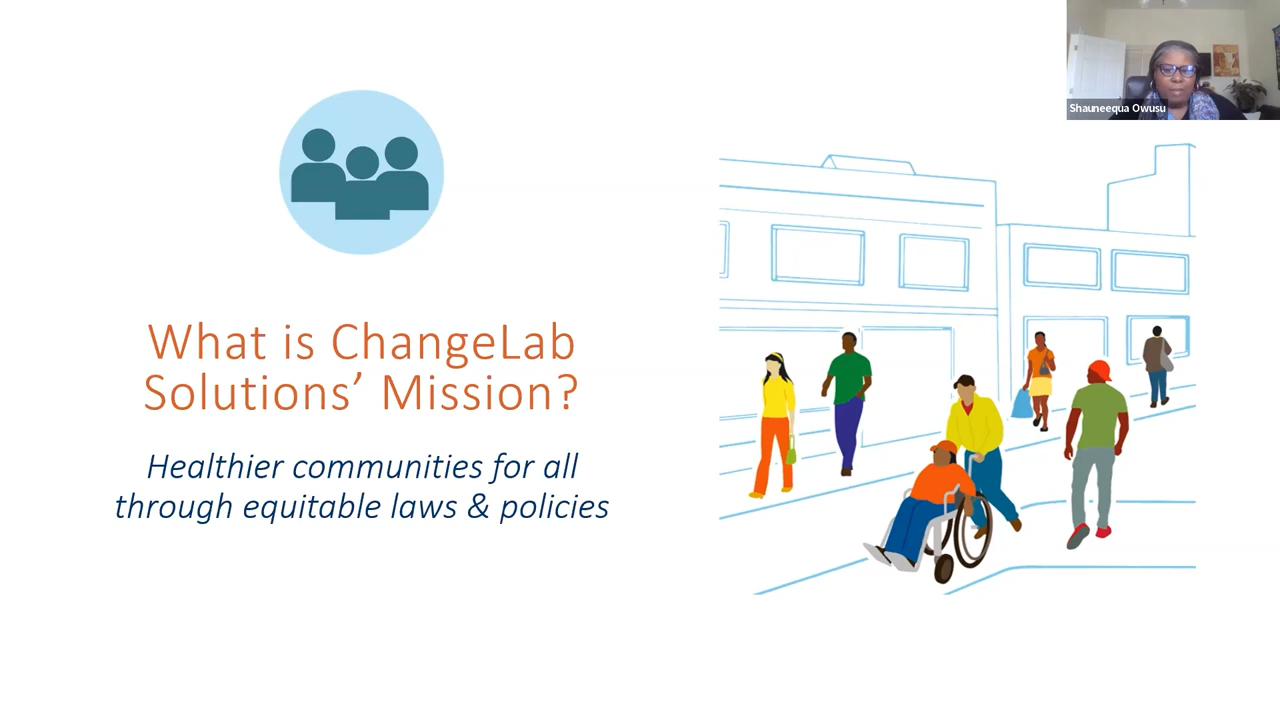 Shauneequa Owusu
What is ChangeLab
Solutions’ Mission?
Healthier communities for all
through equitable laws & policies